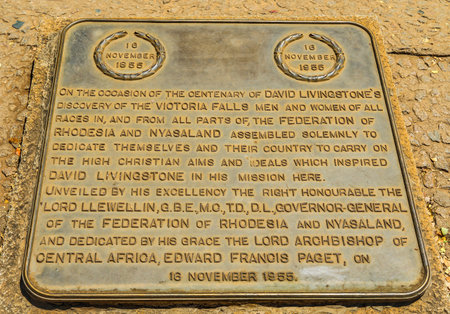 16 NOVEMBER 1855
16 NOVEMBER 1955
ON THE OCCASION OF THE CENTENARY OF DAVID LIVINGSTONE'S
DISCOVERY OF THE VICTORIA FALLS MEN AND WOMEN OF ALL
RACES IN, AND FROM ALL PARTS OF, THE FEDERATION OF
RHODESIA AND NYASALAND ASSEMBLED SOLEMNLY TO
DEDICATE THEMSELVES AND THEIR COUNTRY TO CARRY ON
THE HIGH CHRISTIAN AIMS AND IDEALS WHICH INSPIRED
DAVID LIVINGSTONE IN HIS MISSION HERE.
UNVEILED BY HIS EXCELLENCY THE RIGHT HONOURABLE THE
LORD LLEWELLIN, G.B.E., M.C., T.D., D.L., GOVERNOR-GENERAL
OF THE FEDERATION OF RHODESIA AND NYASALAND,
AND DEDICATED BY HIS GRACE THE LORD ARCHBISHOP OF
CENTRAL AFRICA, EDWARD FRANCIS PAGET, ON
16 NOVEMBER 1955.